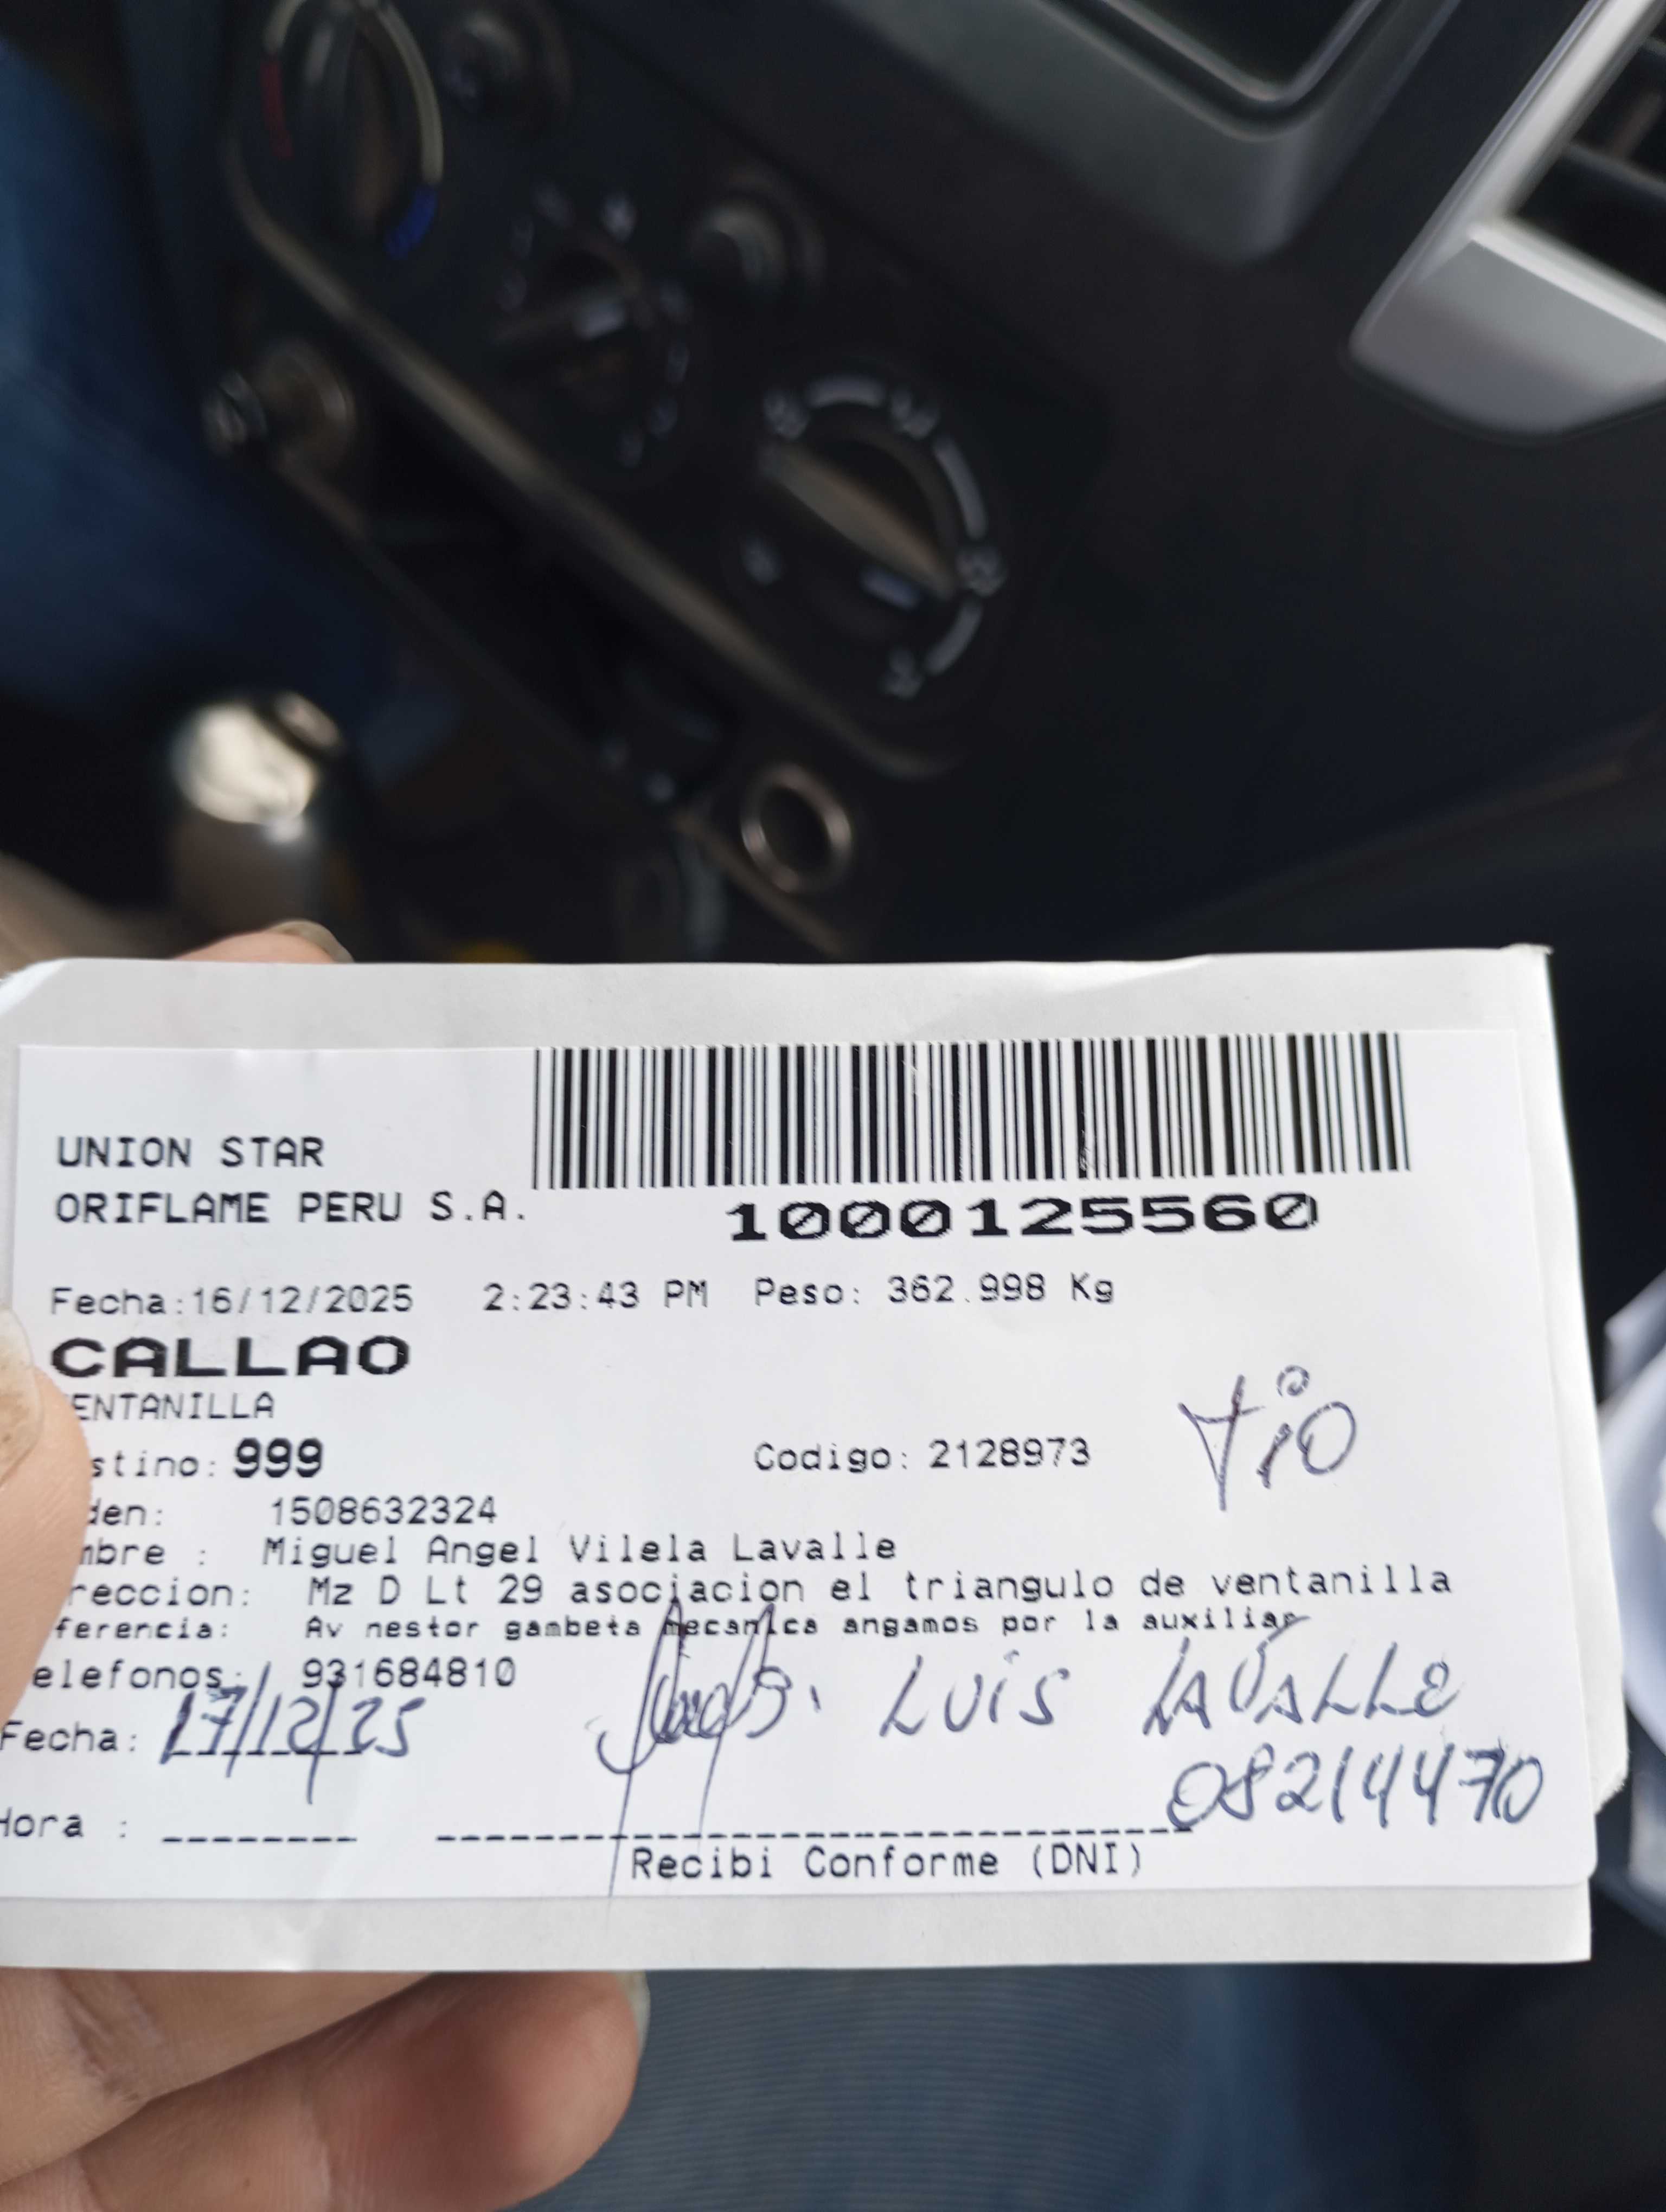 UNION STAR
ORIFLAME PERU S.A.
1000125560
Fecha:16/12/2025 2:23:43 PM Peso: 362.998 Kg
CALLAO
ENTANILLA
stino: 999 Codigo: 2128973 Tio
den: 1508632324
mbre : Miguel Angel Vilela Lavalle
reccion: Mz D Lt 29 asociacion el triangulo de ventanilla
ferencia: Av nestor gambeta mecanica angamos por la auxiliar
elefonos: 931684810
Fecha: 17/12/25 LUIS LAVALLE
08214470
Hora :
Recibi Conforme (DNI)